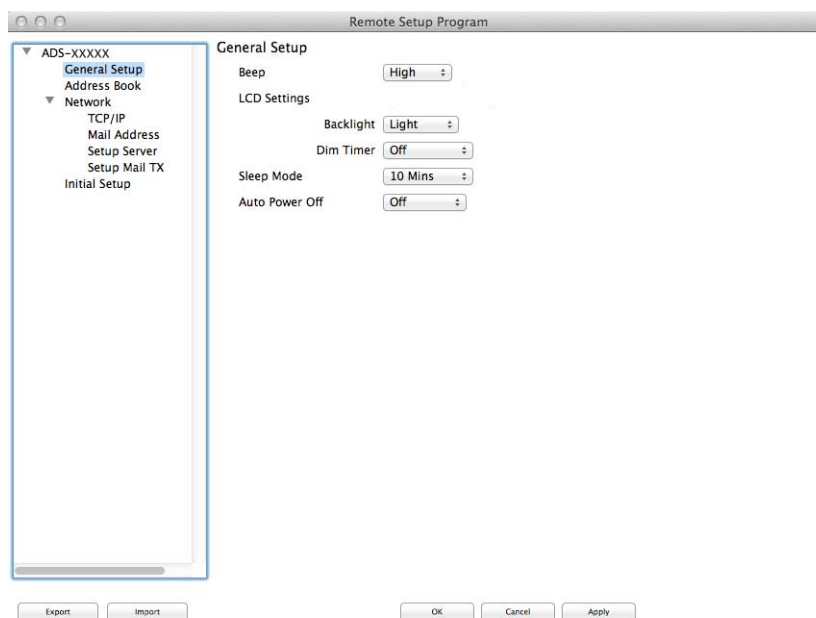 Remote Setup Program
ADS-XXXXX
General Setup
Address Book
Network
TCP/IP
Mail Address
Setup Server
Setup Mail TX
Initial Setup
General Setup
Beep High
LCD Settings
Backlight Light
Dim Timer Off
Sleep Mode 10 Mins
Auto Power Off Off
Export Import OK Cancel Apply